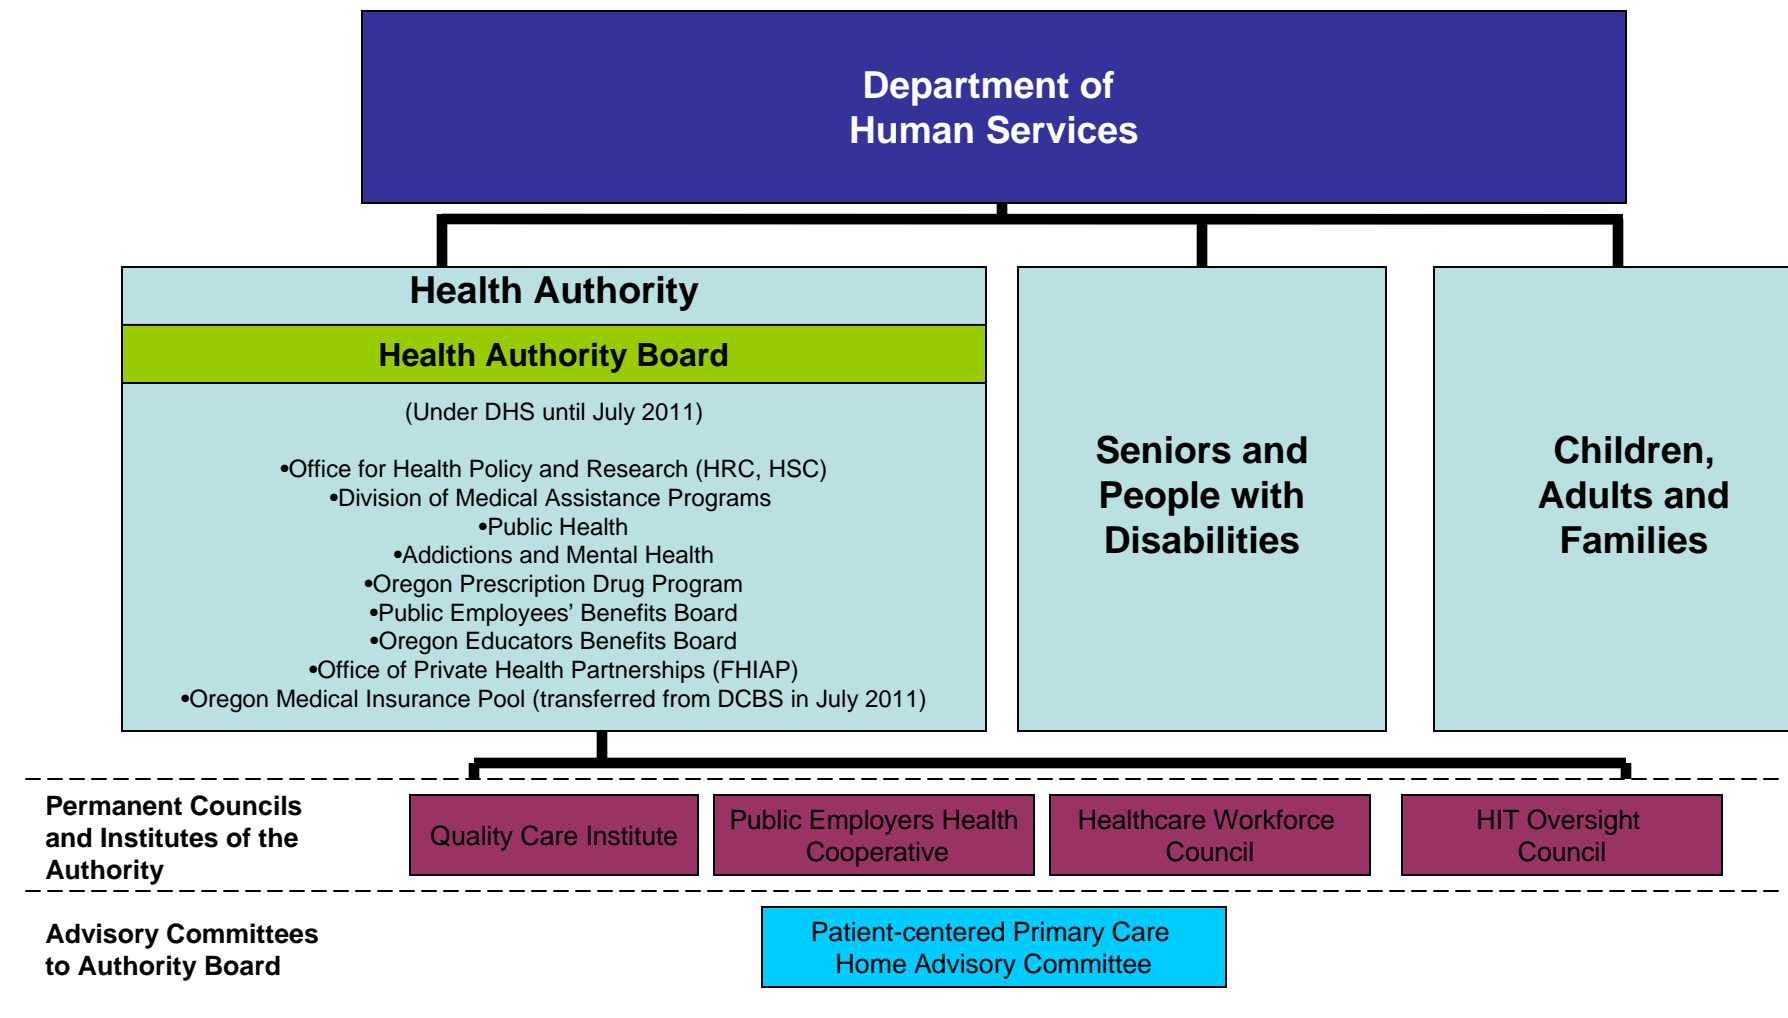 Department of
Human Services
Health Authority
Health Authority Board
(Under DHS until July 2011)
•Office for Health Policy and Research (HRC, HSC)
•Division of Medical Assistance Programs
•Public Health
•Addictions and Mental Health
•Oregon Prescription Drug Program
•Public Employees’ Benefits Board
•Oregon Educators Benefits Board
•Office of Private Health Partnerships (FHIAP)
•Oregon Medical Insurance Pool (transferred from DCBS in July 2011)
Seniors and
People with
Disabilities
Children,
Adults and
Families
Permanent Councils
and Institutes of the
Authority
Quality Care Institute
Public Employers Health
Cooperative
Healthcare Workforce
Council
HIT Oversight
Council
Advisory Committees
to Authority Board
Patient-centered Primary Care
Home Advisory Committee